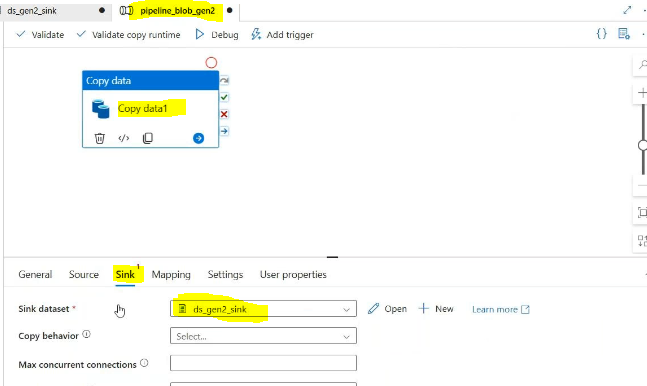 ds_gen2_sink
pipeline_blob_gen2
Validate Validate copy runtime Debug Add trigger
Copy data
Copy data1
General Source Sink 1 Mapping Settings User properties
Sink dataset * ds_gen2_sink Open New Learn more
Copy behavior Select...
Max concurrent connections